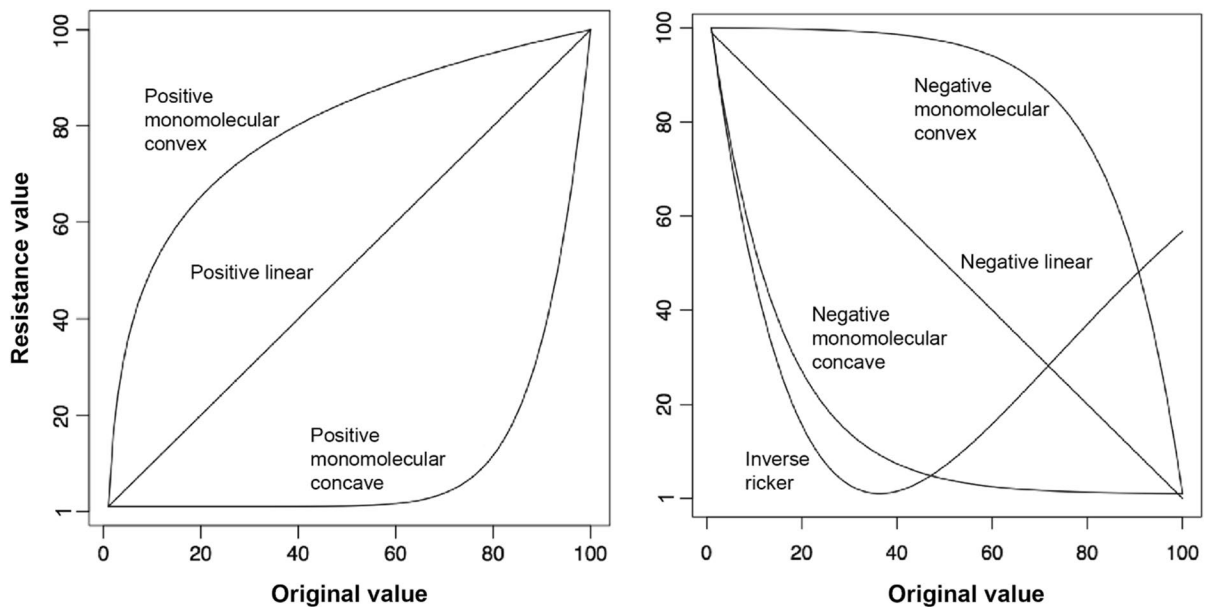 Resistance value
100
80
60
40
20
1
Positive
monomolecular
convex
Positive linear
Positive
monomolecular
concave
0 20 40 60 80 100
Original value
100
80
60
40
20
1
Negative
monomolecular
convex
Negative linear
Negative
monomolecular
concave
Inverse
ricker
0 20 40 60 80 100
Original value